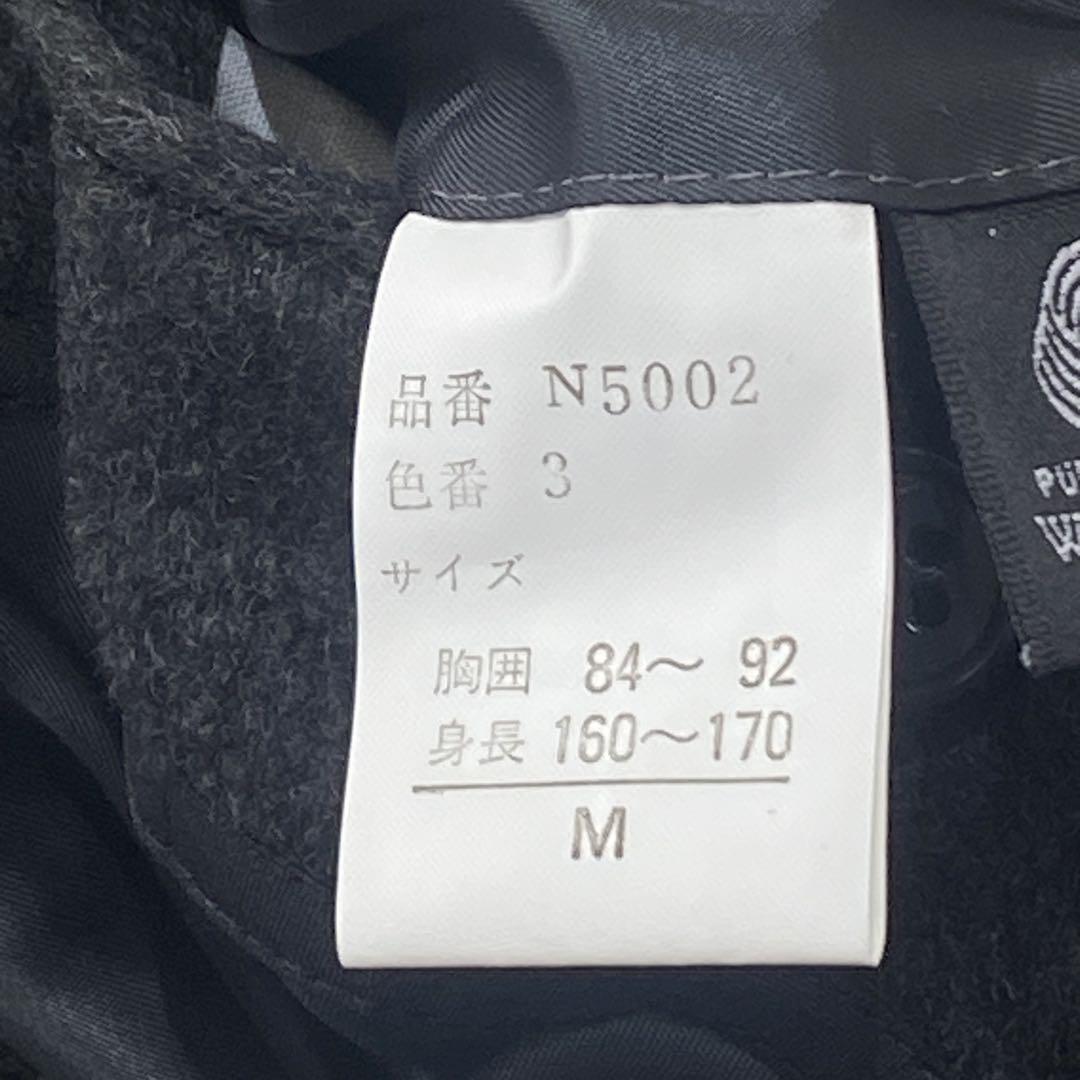 品番 N5002
色番 3
サイズ
胸囲 84～ 92
身長 160～170
M